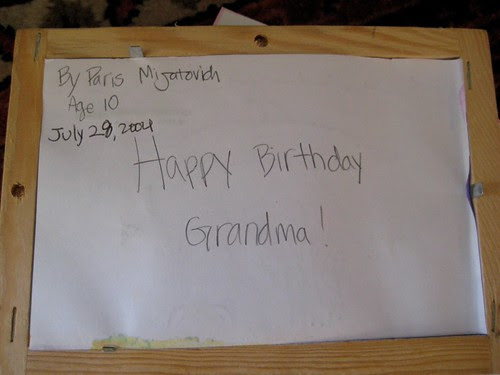 By Paris Mijatovich
Age 10
July 28, 2004
Happy Birthday
Grandma!